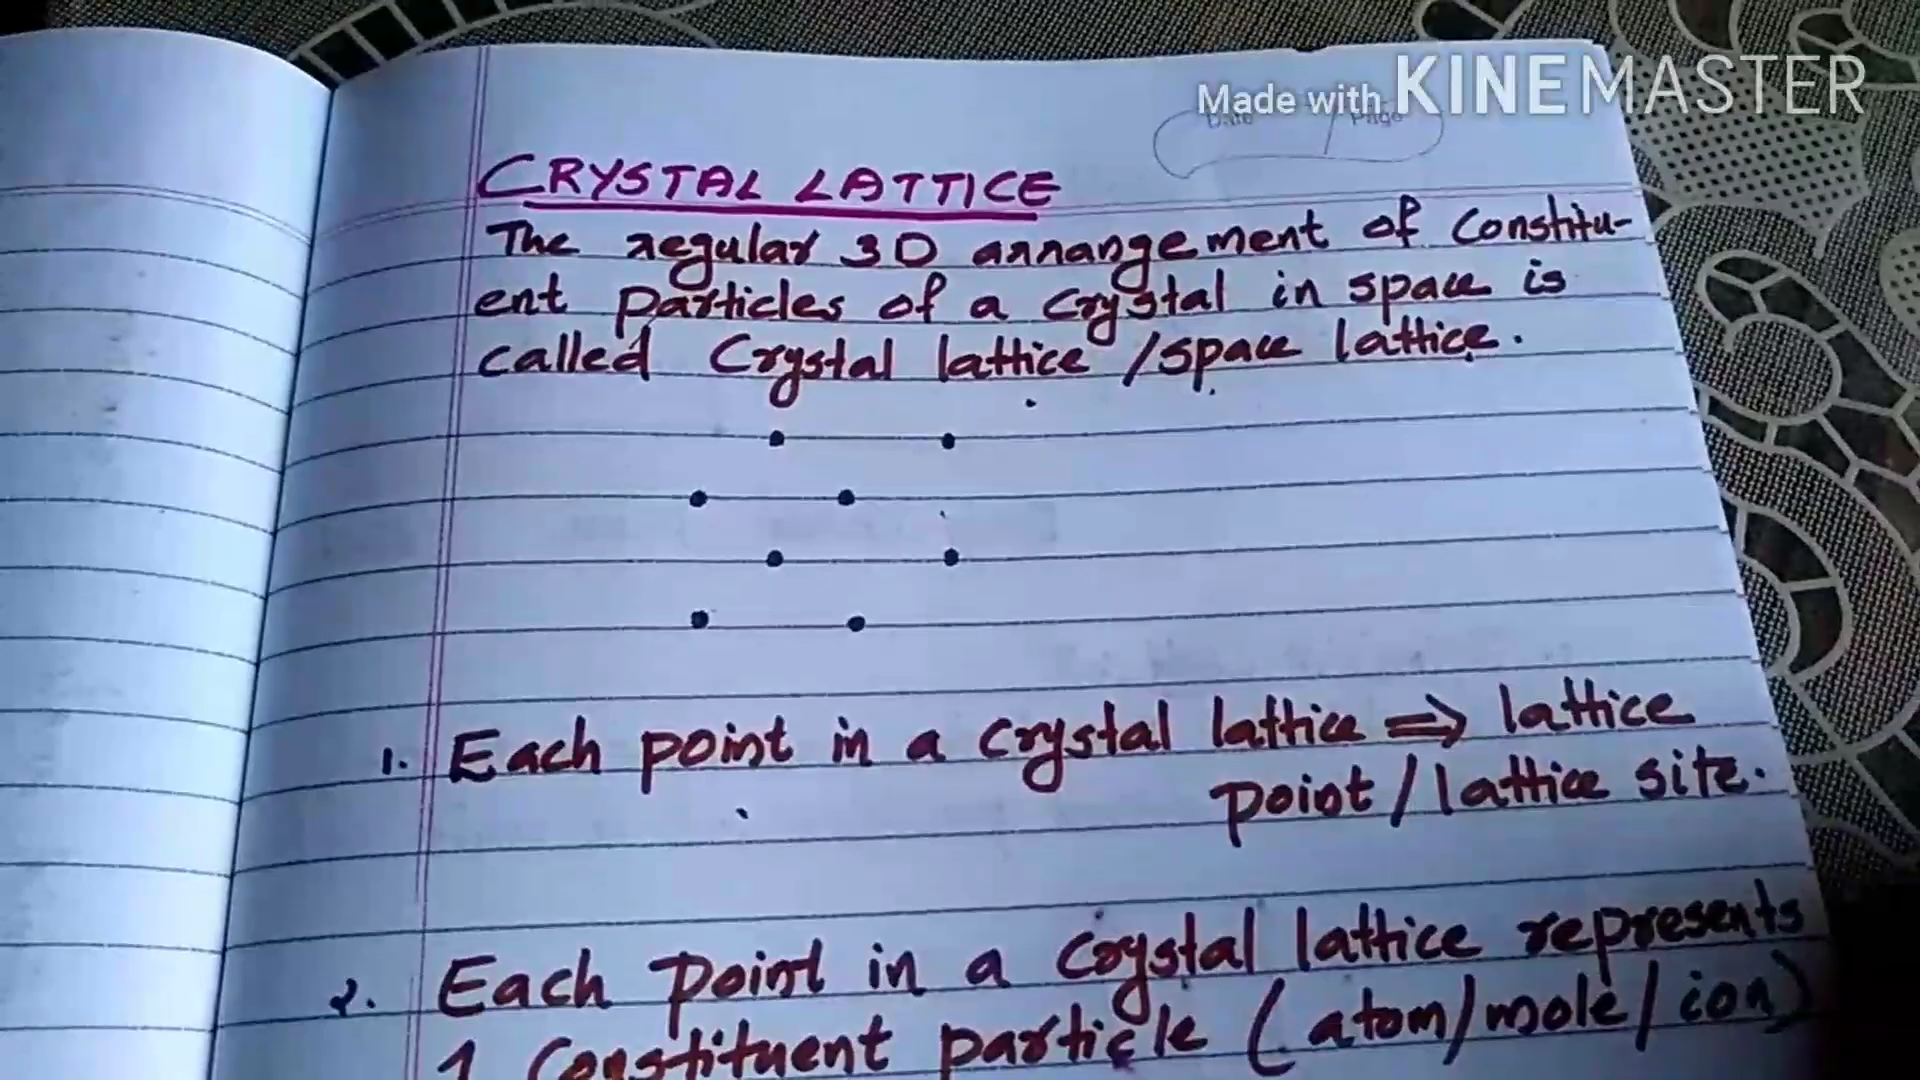 Made with KINEMASTER
Date Page
CRYSTAL LATTICE
The regular 3D arrangement of Constitu-
ent particles of a Crystal in space is
called Crystal lattice /space lattice.
1. Each point in a crystal lattice ⇒ lattice
point / lattice site.
2. Each point in a crystal lattice represents
1 Constituent particle (atom/mole/ion)